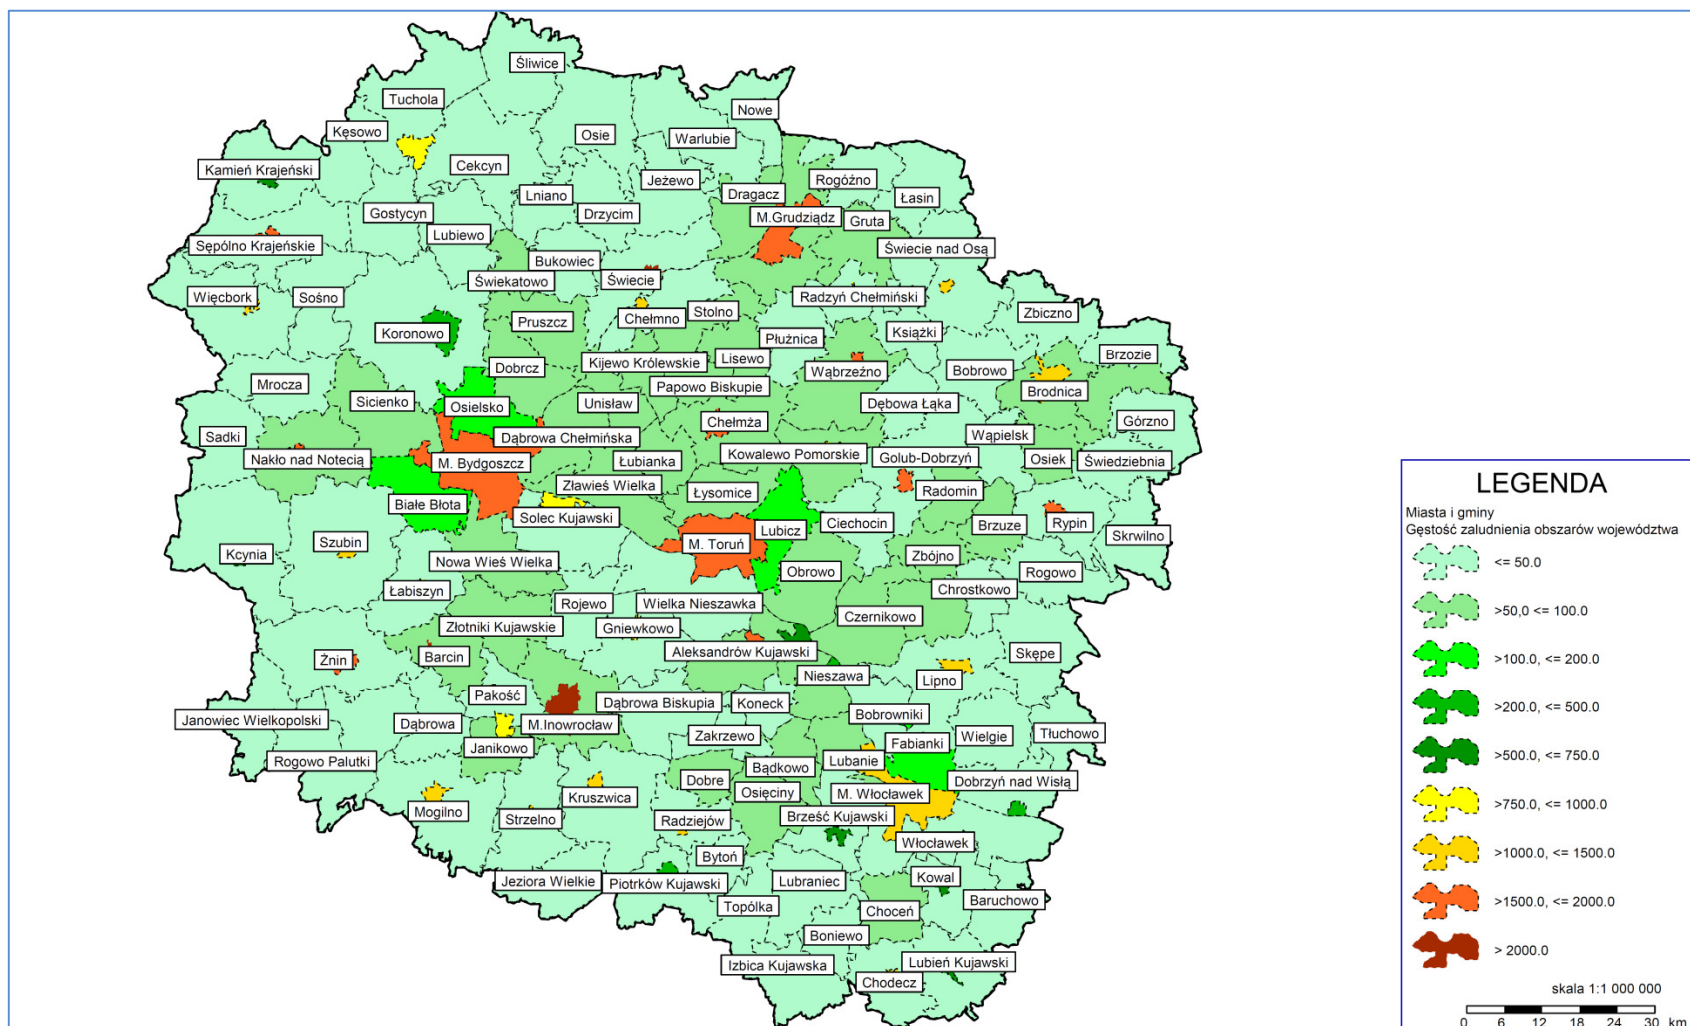 Śliwice
Tuchola
Nowe
Kęsowo
Osie
Warlubie
Cekcyn
Kamień Krajeński
Jeżewo
Rogóźno
Lniano
Dragacz
Łasin
Gostycyn
Drzycim
M.Grudziądz
Gruta
Lubiewo
Sępólno Krajeńskie
Świecie nad Osą
Bukowiec
Świekatowo
Świecie
Więcbork
Sośno
Radzyń Chełmiński
Stolno
Zbiczno
Pruszcz
Chełmno
Koronowo
Książki
Płużnica
Brzozie
Lisewo
Kijewo Królewskie
Dobrcz
Wąbrzeźno
Bobrowo
Mrocza
Papowo Biskupie
Brodnica
Sicienko
Unisław
Dębowa Łąka
Osielsko
Chełmża
Górzno
Sadki
Dąbrowa Chełmińska
Wąpielsk
Nakło nad Notecią
M. Bydgoszcz
Łubianka
Kowalewo Pomorskie
Golub-Dobrzyń
Osiek
Świedziebnia
Zławieś Wielka
Łysomice
Radomin
Białe Błota
Solec Kujawski
Lubicz
Ciechocin
Brzuze
Rypin
Skrwilno
Szubin
M. Toruń
Kcynia
Nowa Wieś Wielka
Zbójno
Obrowo
Rogowo
Łabiszyn
Chrostkowo
Rojewo
Wielka Nieszawka
Czernikowo
Złotniki Kujawskie
Gniewkowo
Żnin
Barcin
Aleksandrów Kujawski
Skępe
Nieszawa
Lipno
Pakość
Dąbrowa Biskupia
Koneck
Janowiec Wielkopolski
Dąbrowa
M.Inowrocław
Bobrowniki
Zakrzewo
Wielgie
Tłuchowo
Janikowo
Fabianki
Rogowo Palutki
Lubanie
Bądkowo
Dobre
Dobrzyń nad Wisłą
Osięciny
M. Włocławek
Kruszwica
Mogilno
Strzelno
Radziejów
Brześć Kujawski
Włocławek
Bytoń
Jeziora Wielkie
Piotrków Kujawski
Lubraniec
Kowal
Baruchowo
Topólka
Choceń
Boniewo
Izbica Kujawska
Lubień Kujawski
Chodecz
LEGENDA
Miasta i gminy
Gęstość zaludnienia obszarów województwa
<= 50.0
>50,0 <= 100.0
>100.0, <= 200.0
>200.0, <= 500.0
>500.0, <= 750.0
>750.0, <= 1000.0
>1000.0, <= 1500.0
>1500.0, <= 2000.0
> 2000.0
skala 1:1 000 000
0 6 12 18 24 30 km